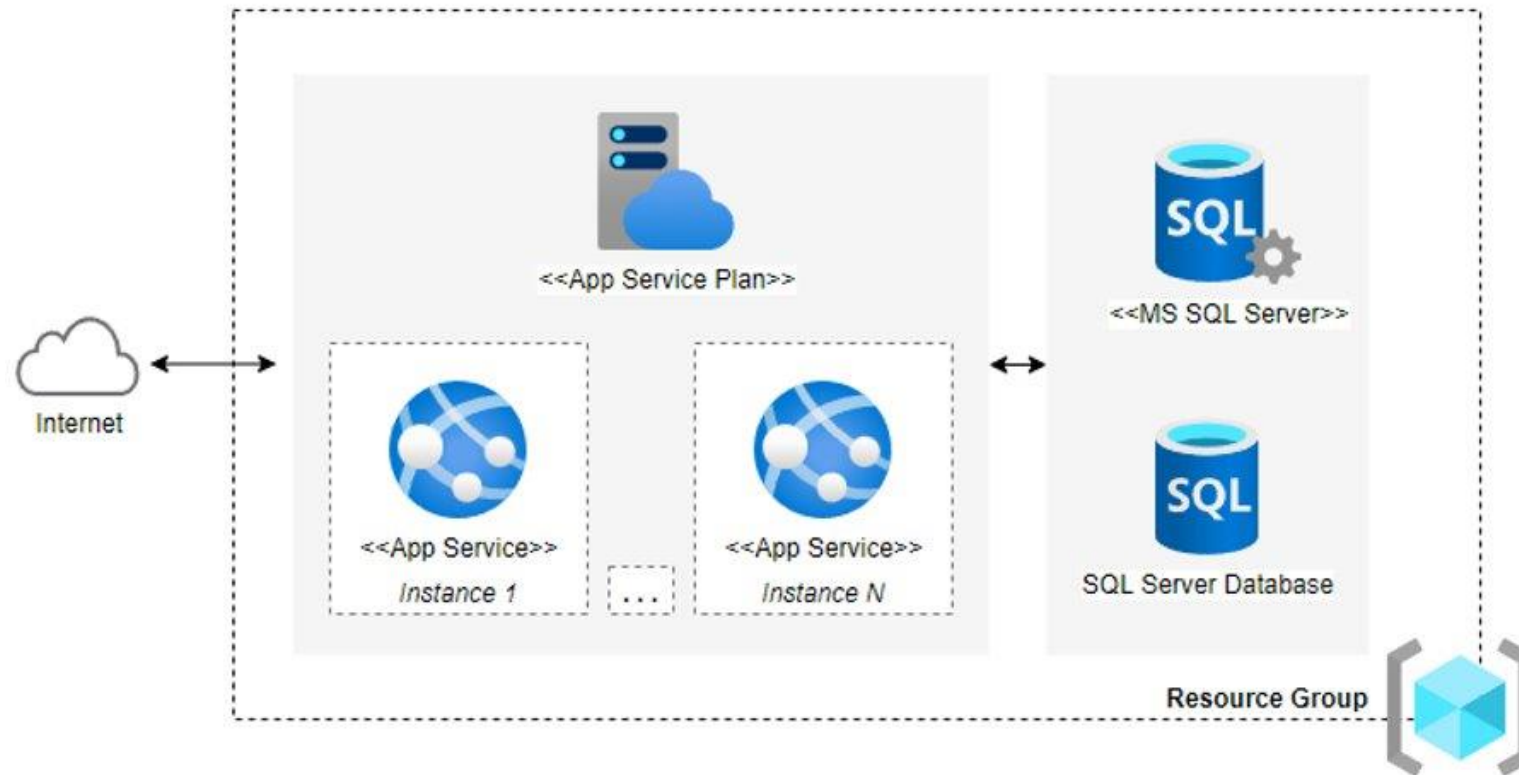 <<App Service Plan>>
SQL
<<MS SQL Server>>
Internet
<<App Service>>
Instance 1
...
<<App Service>>
Instance N
SQL
SQL Server Database
Resource Group